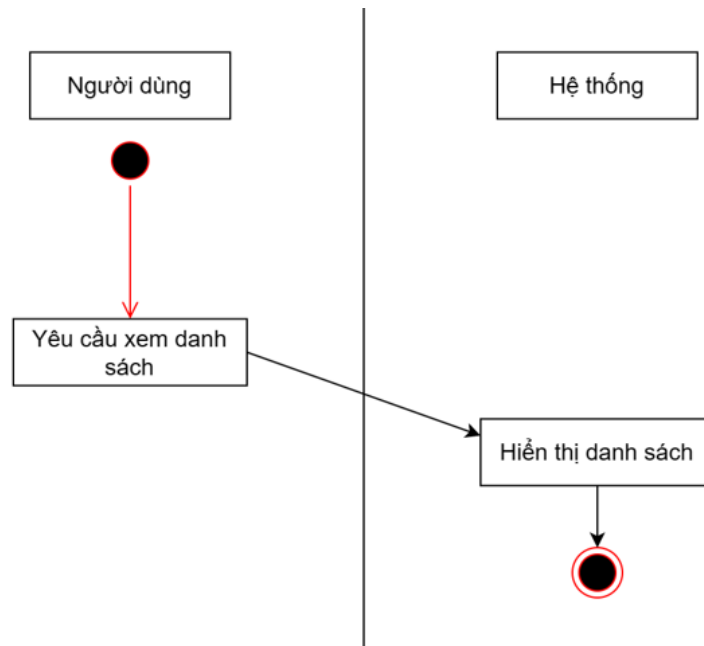 Người dùng
Hệ thống
Yêu cầu xem danh
sách
Hiển thị danh sách